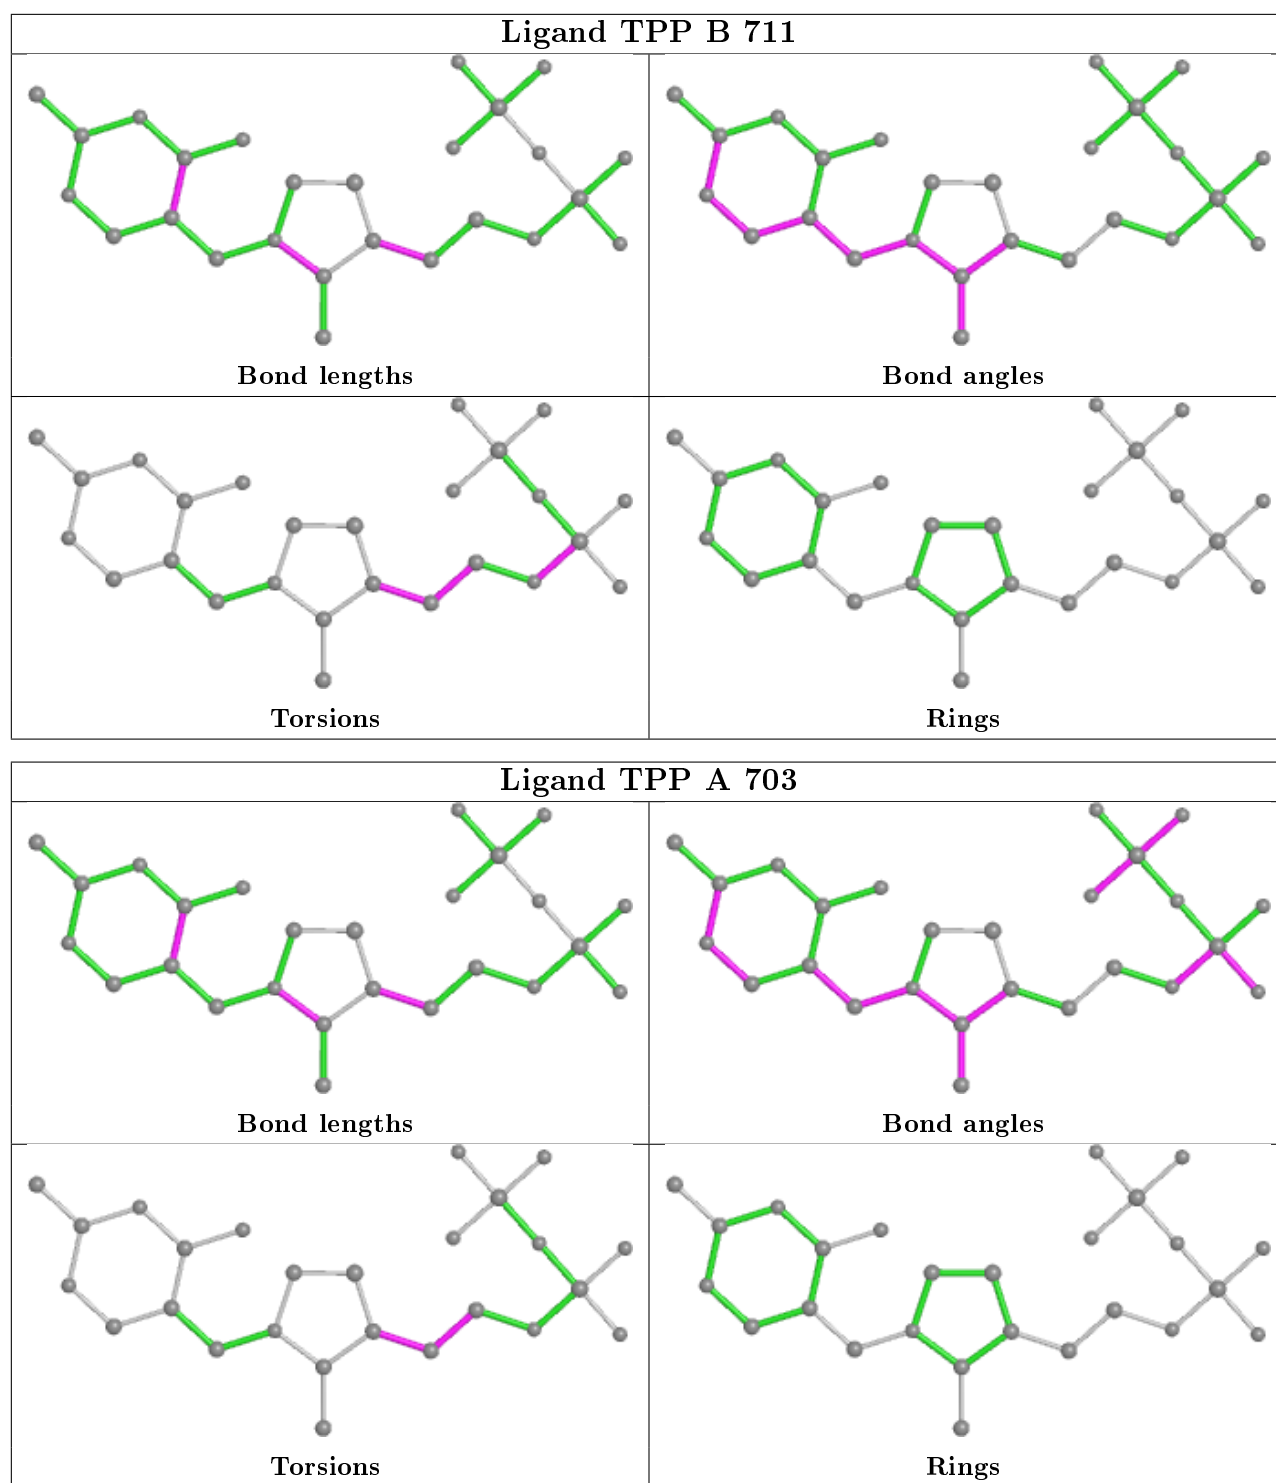 Ligand TPP B 711
Bond lengths
Bond angles
Torsions
Rings
Ligand TPP A 703
Bond lengths
Bond angles
Torsions
Rings